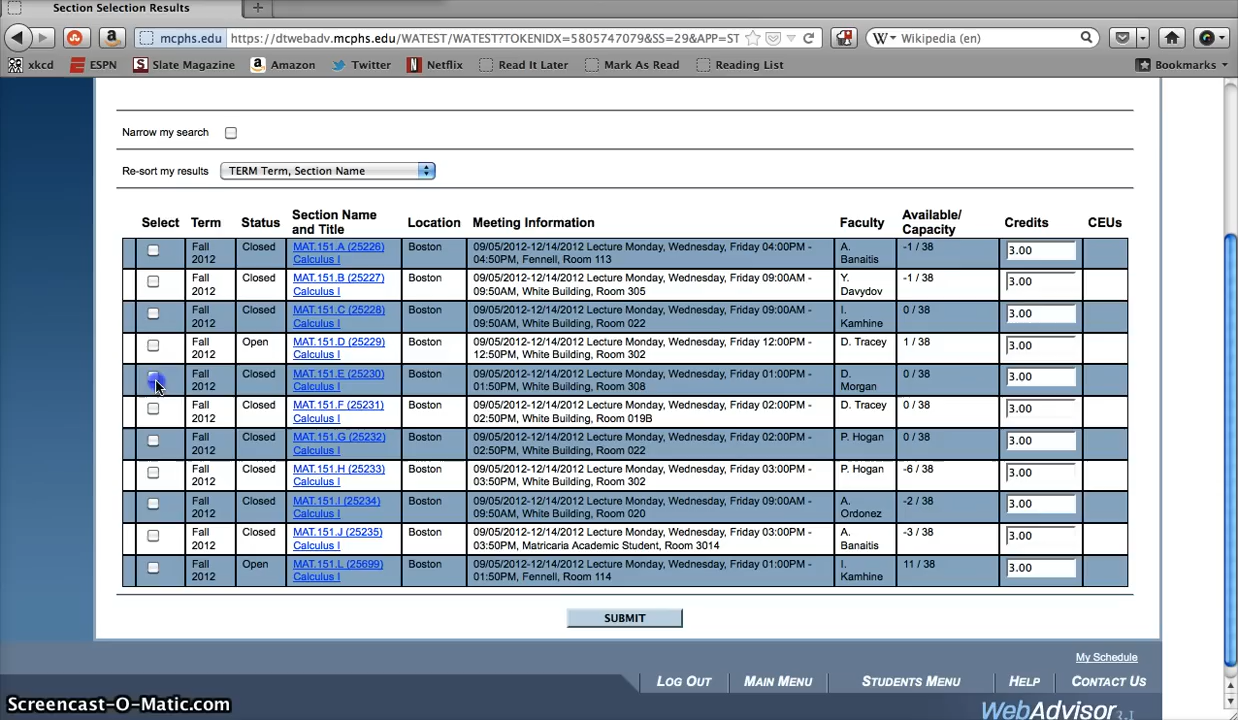 Section Selection Results
+
mcphs.edu https://dtwebadv.mcphs.edu/WATEST/WATEST?TOKENIDX=5805747079&SS=29&APP=ST
Wikipedia (en)
xkcd ESPN Slate Magazine Amazon Twitter Netflix Read It Later Mark As Read Reading List Bookmarks
Narrow my search
Re-sort my results TERM Term, Section Name
Select Term Status Section Name and Title Location Meeting Information Faculty Available/ Capacity Credits CEUs
Fall Closed MAT.151.A (25226) Boston 09/05/2012-12/14/2012 Lecture Monday, Wednesday, Friday 04:00PM - A. -1 / 38 3.00
2012 Calculus I 04:50PM, Fennell, Room 113 Banaitis
Fall Closed MAT.151.B (25227) Boston 09/05/2012-12/14/2012 Lecture Monday, Wednesday, Friday 09:00AM - Y. -1 / 38 3.00
2012 Calculus I 09:50AM, White Building, Room 305 Davydov
Fall Closed MAT.151.C (25228) Boston 09/05/2012-12/14/2012 Lecture Monday, Wednesday, Friday 09:00AM - I. 0 / 38 3.00
2012 Calculus I 09:50AM, White Building, Room 022 Kamhine
Fall Open MAT.151.D (25229) Boston 09/05/2012-12/14/2012 Lecture Monday, Wednesday, Friday 12:00PM - D. Tracey 1 / 38 3.00
2012 Calculus I 12:50PM, White Building, Room 302
Fall Closed MAT.151.E (25230) Boston 09/05/2012-12/14/2012 Lecture Monday, Wednesday, Friday 01:00PM - D. 0 / 38 3.00
2012 Calculus I 01:50PM, White Building, Room 308 Morgan
Fall Closed MAT.151.F (25231) Boston 09/05/2012-12/14/2012 Lecture Monday, Wednesday, Friday 02:00PM - D. Tracey 0 / 38 3.00
2012 Calculus I 02:50PM, White Building, Room 019B
Fall Closed MAT.151.G (25232) Boston 09/05/2012-12/14/2012 Lecture Monday, Wednesday, Friday 02:00PM - P. Hogan 0 / 38 3.00
2012 Calculus I 02:50PM, White Building, Room 022
Fall Closed MAT.151.H (25233) Boston 09/05/2012-12/14/2012 Lecture Monday, Wednesday, Friday 03:00PM - P. Hogan -6 / 38 3.00
2012 Calculus I 03:50PM, White Building, Room 302
Fall Closed MAT.151.I (25234) Boston 09/05/2012-12/14/2012 Lecture Monday, Wednesday, Friday 09:00AM - A. -2 / 38 3.00
2012 Calculus I 09:50AM, White Building, Room 020 Ordonez
Fall Closed MAT.151.J (25235) Boston 09/05/2012-12/14/2012 Lecture Monday, Wednesday, Friday 03:00PM - A. -3 / 38 3.00
2012 Calculus I 03:50PM, Matricaria Academic Student, Room 3014 Banaitis
Fall Open MAT.151.L (25699) Boston 09/05/2012-12/14/2012 Lecture Monday, Wednesday, Friday 01:00PM - I. 11 / 38 3.00
2012 Calculus I 01:50PM, Fennell, Room 114 Kamhine
SUBMIT
My Schedule
LOG OUT MAIN MENU STUDENTS MENU HELP CONTACT US
Screencast-O-Matic.com
WebAdvisor 3.1